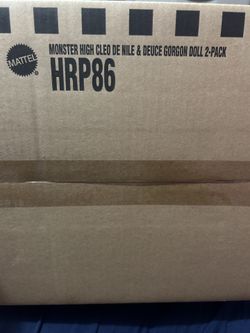 MATTEL
MONSTER HIGH CLEO DE NILE & DEUCE GORGON DOLL 2-PACK
HRP86